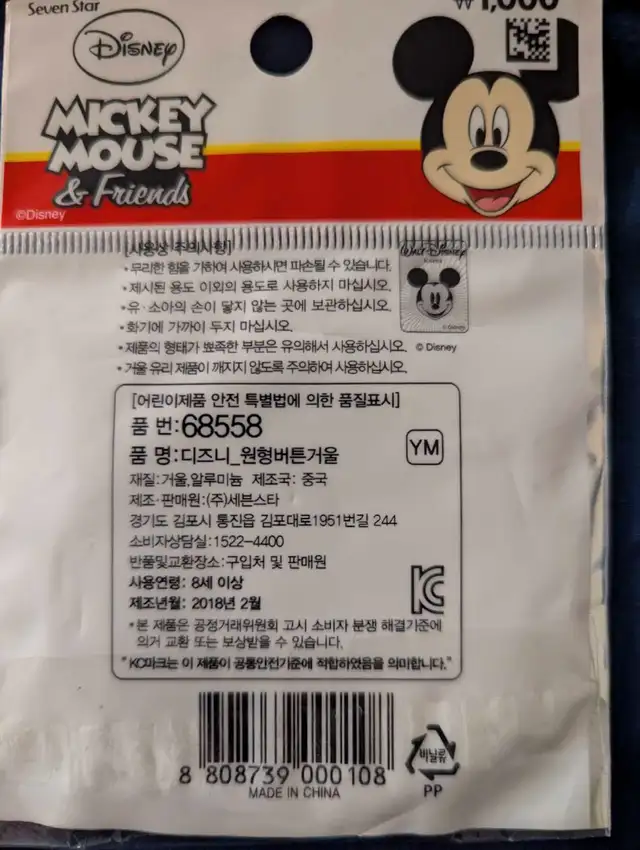 Seven Star
₩1,000
Disney
MICKEY
MOUSE
& Friends
©Disney
[사용상 주의사항]
• 무리한 힘을 가하여 사용하시면 파손될 수 있습니다.
• 제시된 용도 이외의 용도로 사용하지 마십시오.
• 유·소아의 손이 닿지 않는 곳에 보관하십시오.
• 화기에 가까이 두지 마십시오.
• 제품의 형태가 뾰족한 부분은 유의해서 사용하십시오.
• 거울 유리 제품이 깨지지 않도록 주의하여 사용하십시오.
WALT DISNEY
© Disney
© Disney
[어린이제품 안전 특별법에 의한 품질표시]
품 번:68558
품 명:디즈니_원형버튼거울
YM
재질:거울,알루미늄 제조국: 중국
제조·판매원:(주)세븐스타
경기도 김포시 통진읍 김포대로1951번길 244
소비자상담실:1522-4400
반품및교환장소:구입처 및 판매원
사용연령: 8세 이상
제조년월: 2018년 2월
KC
*본 제품은 공정거래위원회 고시 소비자 분쟁 해결기준에
의거 교환 또는 보상받을 수 있습니다.
"KC마크는 이 제품이 공통안전기준에 적합하였음을 의미합니다."
8 808739 000108
MADE IN CHINA
비닐류
PP